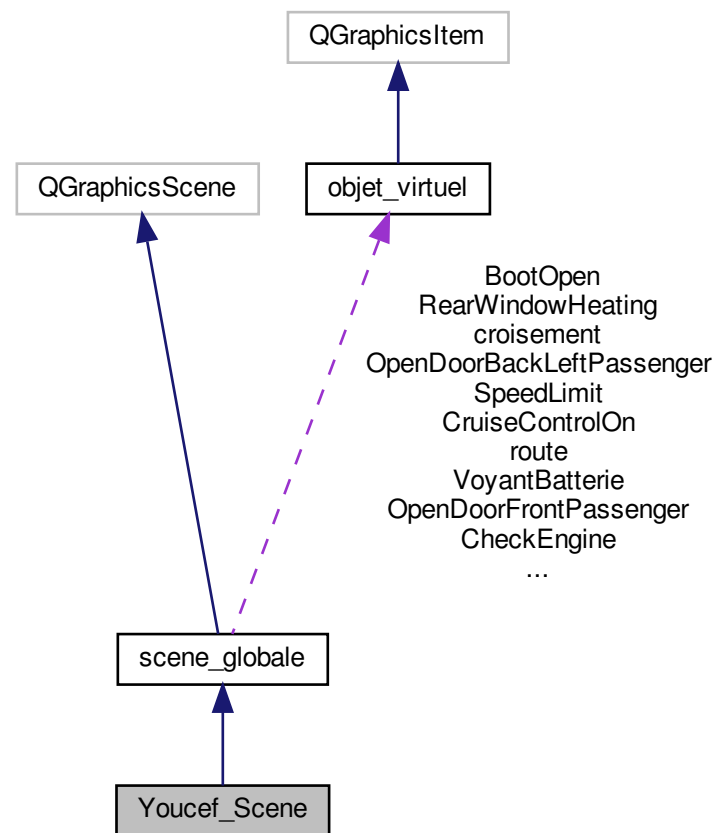 QGraphicsItem
QGraphicsScene
objet_virtuel
BootOpen
RearWindowHeating
croisement
OpenDoorBackLeftPassenger
SpeedLimit
CruiseControlOn
route
VoyantBatterie
OpenDoorFrontPassenger
CheckEngine
...
scene_globale
Youcef_Scene